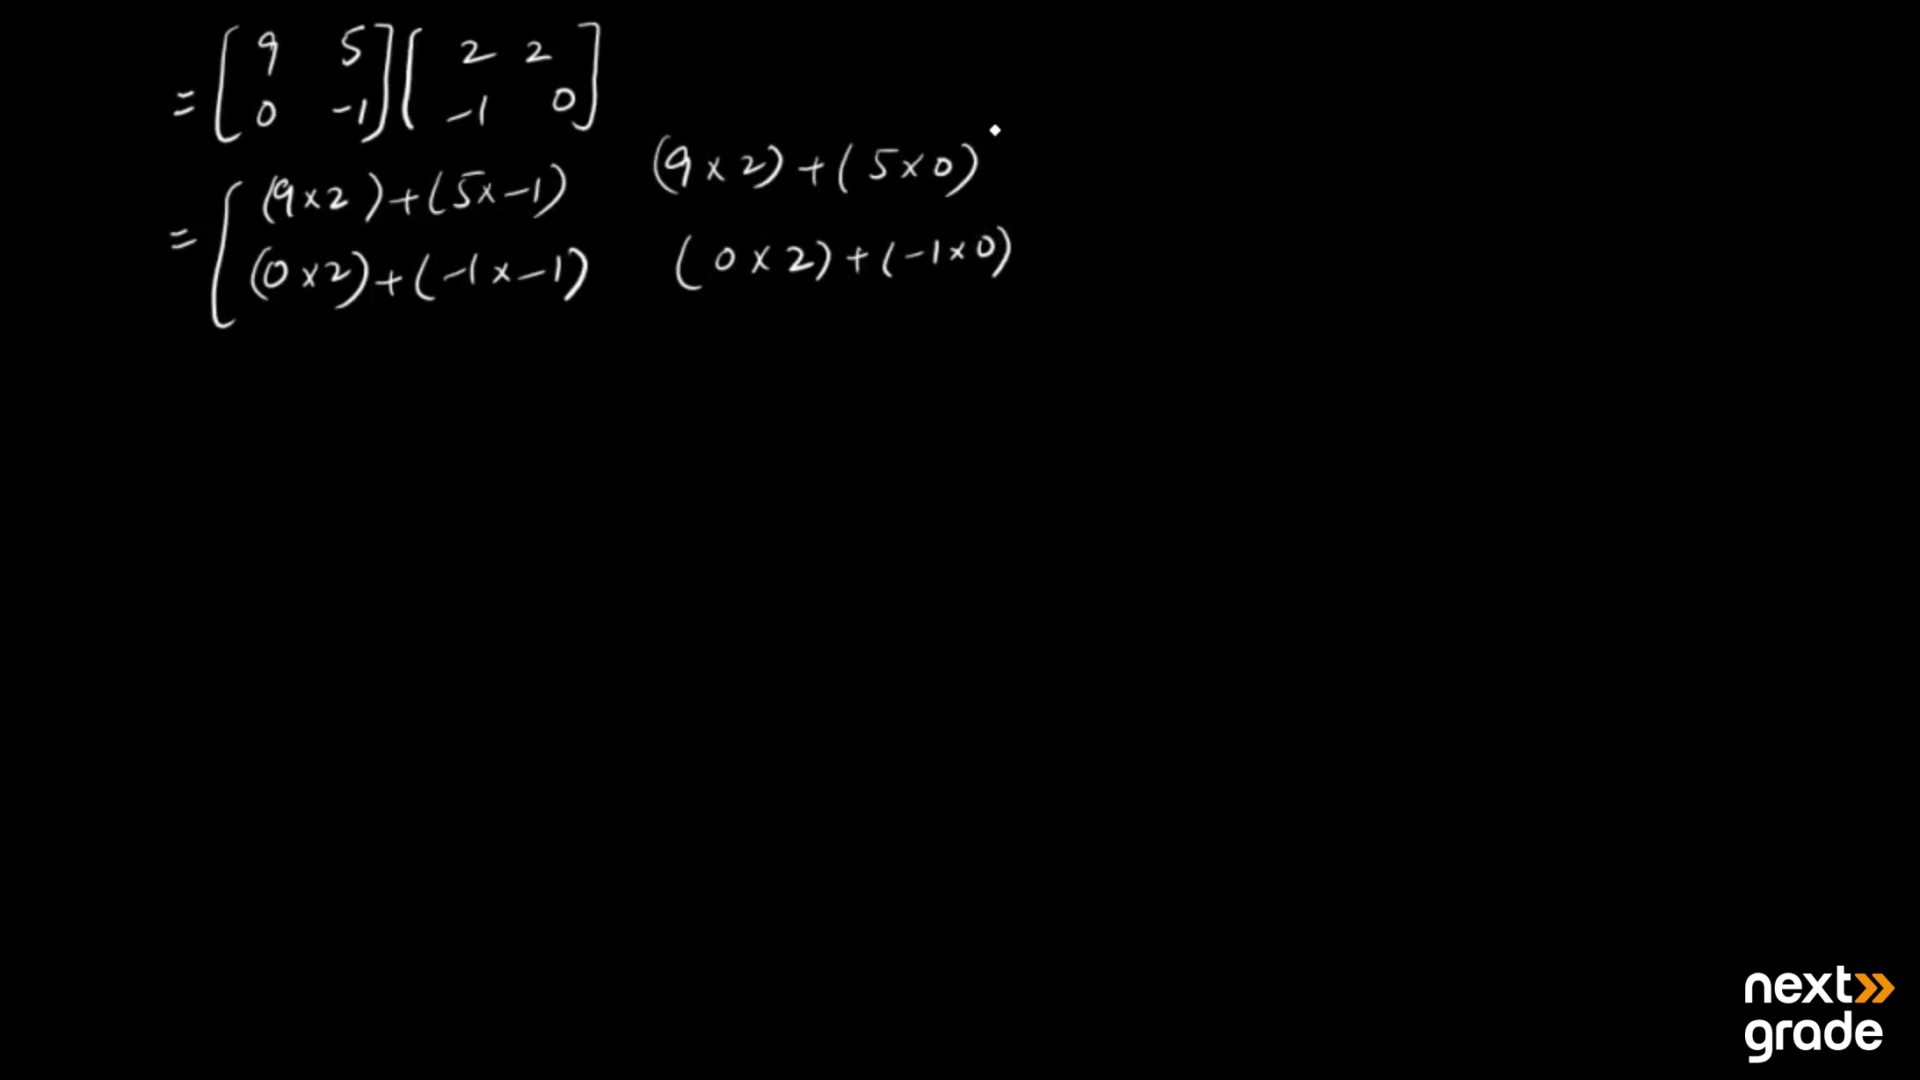 = [ 9 5 ] [ 2 2 ]
[ 0 -1 ] [ -1 0 ]
= [ (9×2)+(5×-1) (9×2)+(5×0)
(0×2)+(-1×-1) (0×2)+(-1×0)
next»
grade